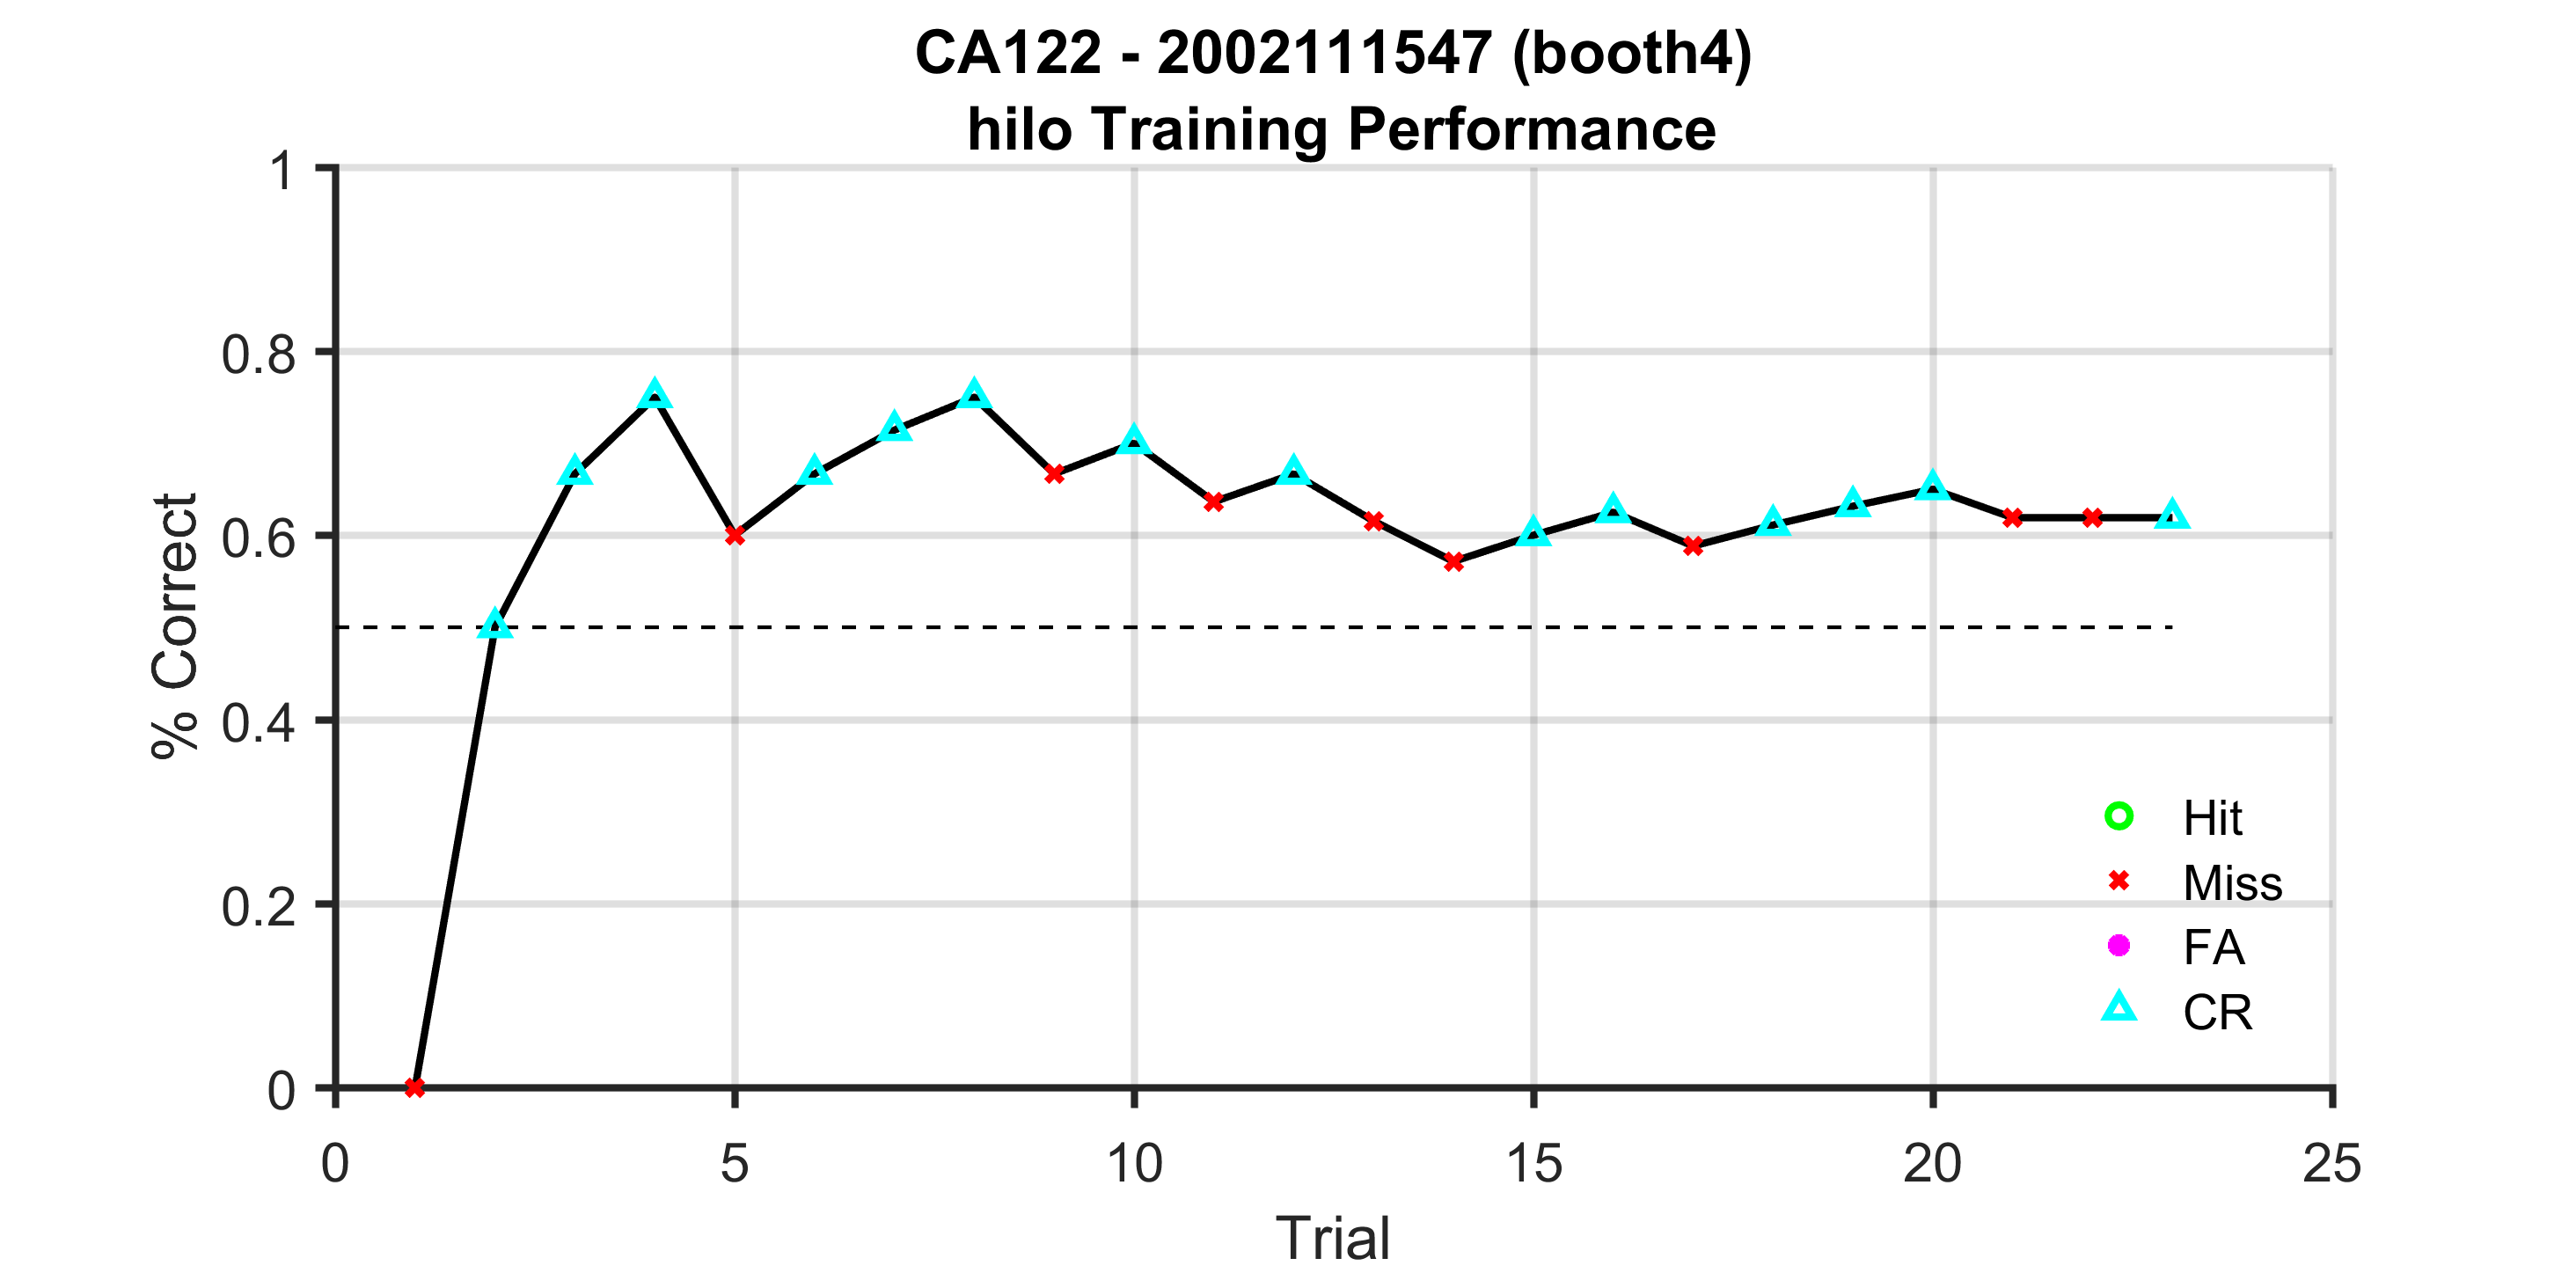 CA122 - 2002111547 (booth4)
hilo Training Performance
1
0.8
0.6
0.4
0.2
0
% Correct
Hit
Miss
FA
CR
0 5 10 15 20 25
Trial